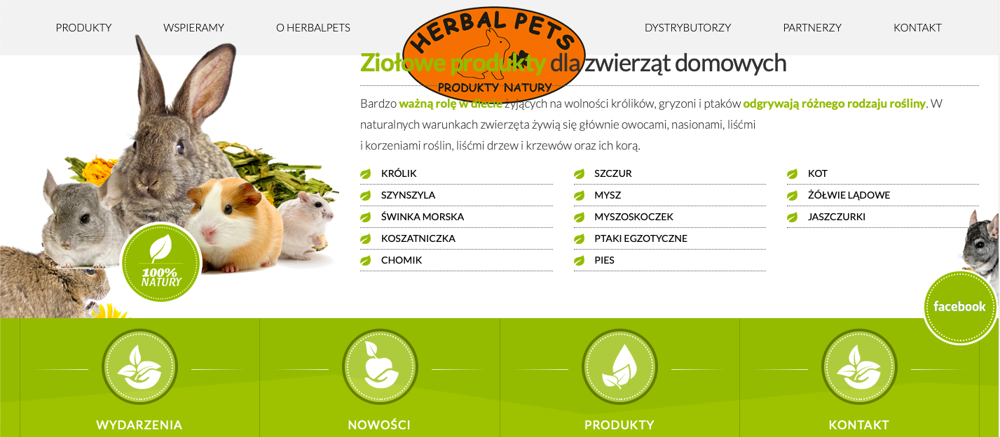 PRODUKTY WSPIERAMY O HERBALPETS DYSTRYBUTORZY PARTNERZY KONTAKT
HERBAL PETS
PRODUKTY NATURY
Ziołowe produkty dla zwierząt domowych
Bardzo ważną rolę w diecie żyjących na wolności królików, gryzoni i ptaków odgrywają różnego rodzaju rośliny. W
naturalnych warunkach zwierzęta żywią się głównie owocami, nasionami, liśćmi
i korzeniami roślin, liśćmi drzew i krzewów oraz ich korą.
KRÓLIK
SZYNSZYLA
ŚWINKA MORSKA
KOSZATNICZKA
CHOMIK
SZCZUR
MYSZ
MYSZOSKOCZEK
PTAKI EGZOTYCZNE
PIES
KOT
ŻÓŁWIE LĄDOWE
JASZCZURKI
100%
NATURY
facebook
WYDARZENIA NOWOŚCI PRODUKTY KONTAKT